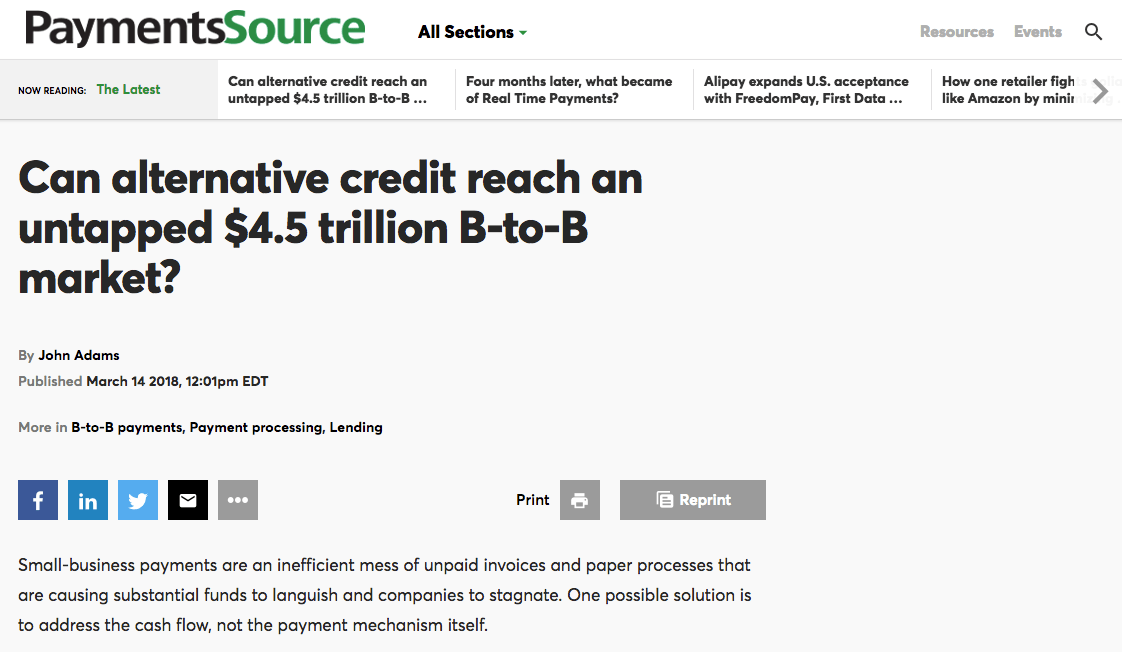 PaymentsSource
All Sections
Resources
Events
NOW READING: The Latest
Can alternative credit reach an
untapped $4.5 trillion B-to-B ...
Four months later, what became
of Real Time Payments?
Alipay expands U.S. acceptance
with FreedomPay, First Data ...
How one retailer
like Amazon by
Can alternative credit reach an
untapped $4.5 trillion B-to-B
market?
By John Adams
Published March 14 2018, 12:01pm EDT
More in B-to-B payments, Payment processing, Lending
f
in
Print
Reprint
Small-business payments are an inefficient mess of unpaid invoices and paper processes that
are causing substantial funds to languish and companies to stagnate. One possible solution is
to address the cash flow, not the payment mechanism itself.